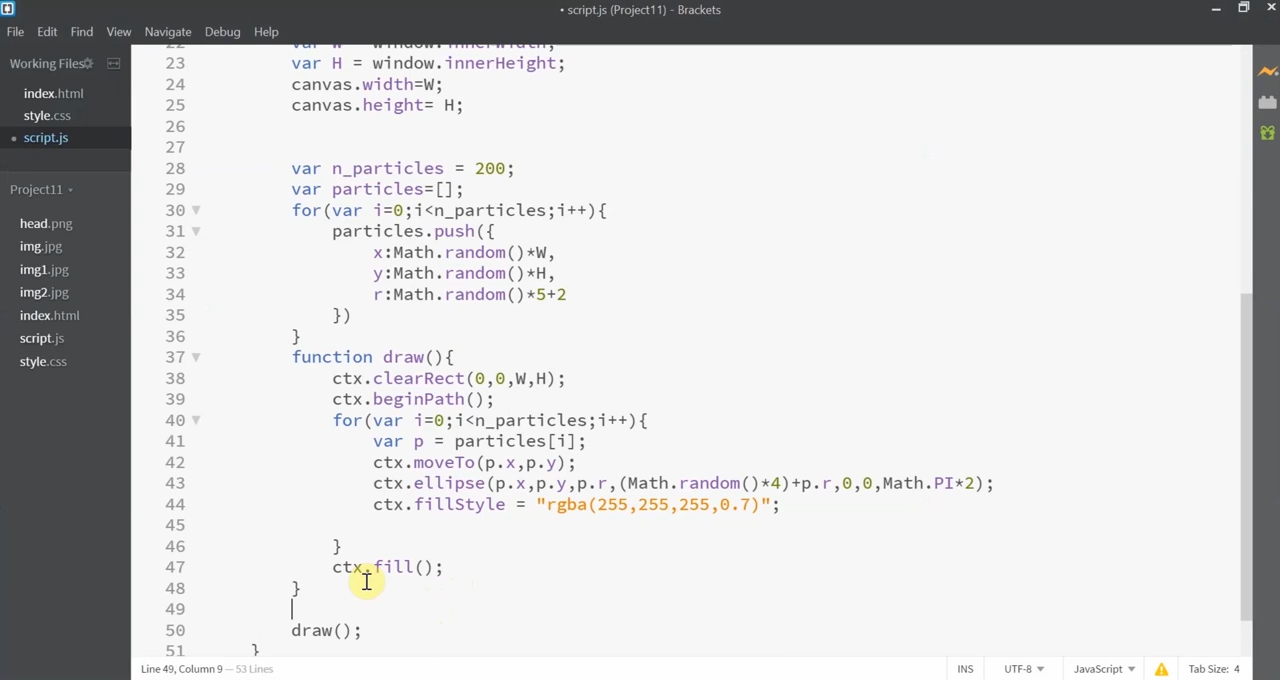 • script.js (Project11) - Brackets
File Edit Find View Navigate Debug Help
Working Files
index.html
style.css
• script.js
Project11
head.png
img.jpg
img1.jpg
img2.jpg
index.html
script.js
style.css
22 var W = window.innerWidth;
23 var H = window.innerHeight;
24 canvas.width=W;
25 canvas.height= H;
26
27
28 var n_particles = 200;
29 var particles=[];
30 for(var i=0;i<n_particles;i++){
31 particles.push({
32 x:Math.random()*W,
33 y:Math.random()*H,
34 r:Math.random()*5+2
35 })
36 }
37 function draw(){
38 ctx.clearRect(0,0,W,H);
39 ctx.beginPath();
40 for(var i=0;i<n_particles;i++){
41 var p = particles[i];
42 ctx.moveTo(p.x,p.y);
43 ctx.ellipse(p.x,p.y,p.r,(Math.random()*4)+p.r,0,0,Math.PI*2);
44 ctx.fillStyle = "rgba(255,255,255,0.7)";
45
46 }
47 ctx.fill();
48 }
49
50 draw();
51 }
Line 49, Column 9 — 53 Lines
INS UTF-8 JavaScript Tab Size: 4